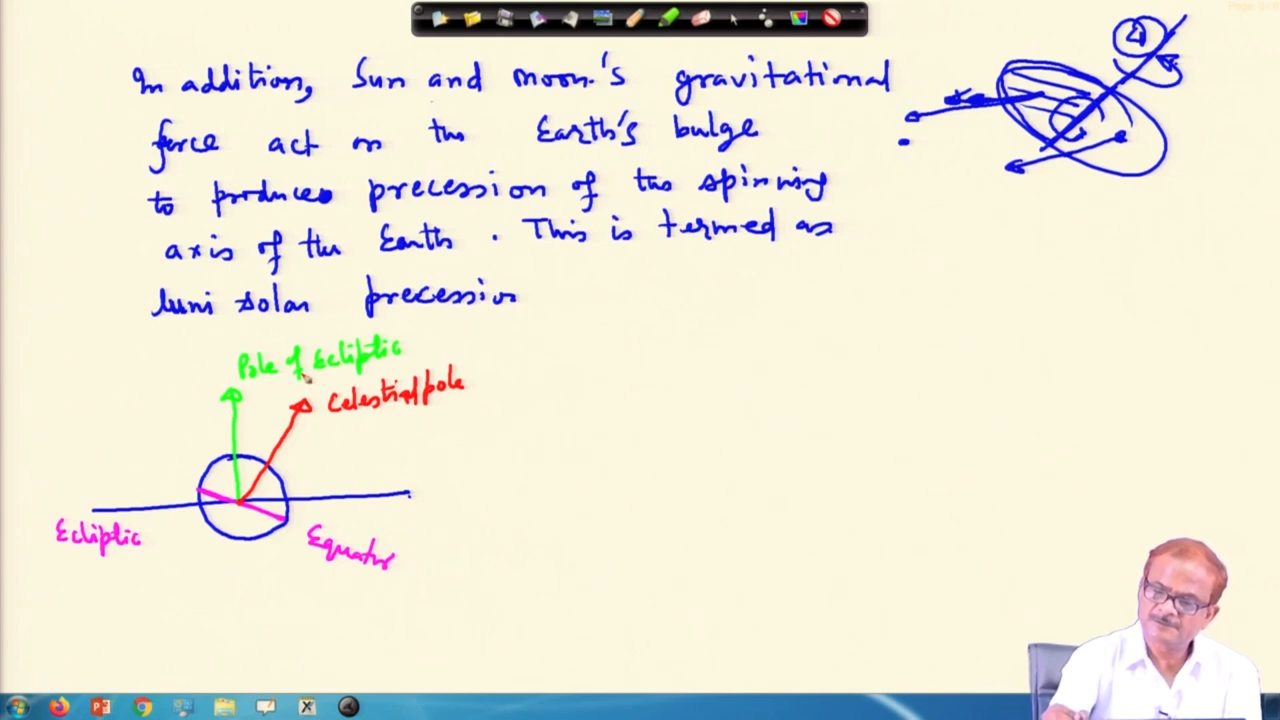 In addition, Sun and moon's gravitational
force act on the Earth's bulge
to produce precession of the spinning
axis of the Earth. This is termed as
luni solar precession
Pole of Ecliptic
Celestial pole
Ecliptic
Equator